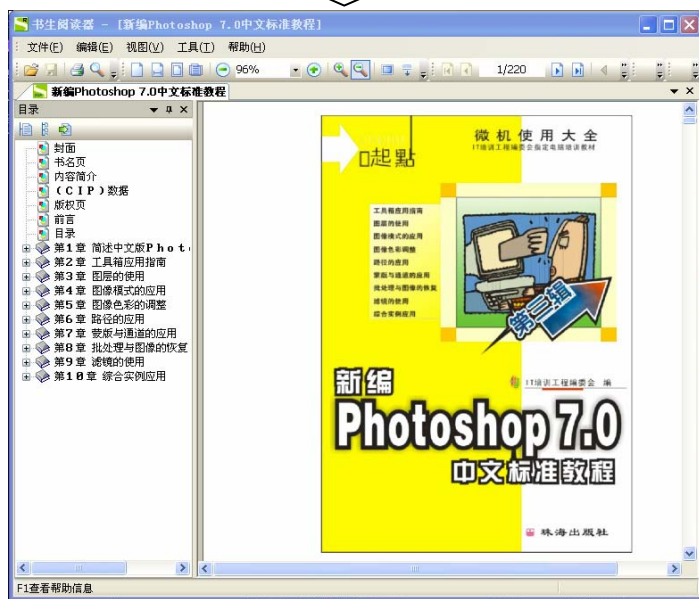 书生阅读器 - [新编Photoshop 7.0中文标准教程]
文件(F) 编辑(E) 视图(V) 工具(T) 帮助(H)
96%
1/220
新编Photoshop 7.0中文标准教程
目录
封面
书名页
内容简介
(CIP)数据
版权页
前言
目录
第1章 简述中文版Phot
第2章 工具箱应用指南
第3章 图层的使用
第4章 图像模式的应用
第5章 图像色彩的调整
第6章 路径的应用
第7章 蒙版与通道的应用
第8章 批处理与图像的恢复
第9章 滤镜的使用
第10章 综合实例应用
起點
微机使用大全
IT培训工程编委会指定电脑培训教材
工具箱应用指南
图层的使用
图像模式的应用
图像色彩调整
路径的应用
蒙版与通道的应用
批处理与图像的恢复
滤镜的使用
综合实例应用
第三辑
新编
IT培训工程编委会 编
Photoshop 7.0
中文标准教程
珠海出版社
F1查看帮助信息